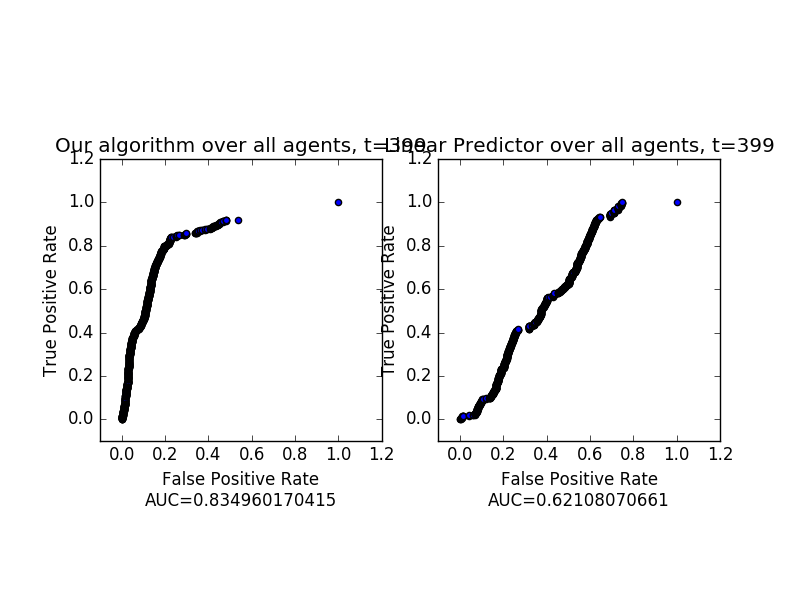 Our algorithm over all agents, t=399
Linear Predictor over all agents, t=399
True Positive Rate
1.2
1.0
0.8
0.6
0.4
0.2
0.0
0.0 0.2 0.4 0.6 0.8 1.0 1.2
False Positive Rate
AUC=0.834960170415
True Positive Rate
1.2
1.0
0.8
0.6
0.4
0.2
0.0
0.0 0.2 0.4 0.6 0.8 1.0 1.2
False Positive Rate
AUC=0.62108070661